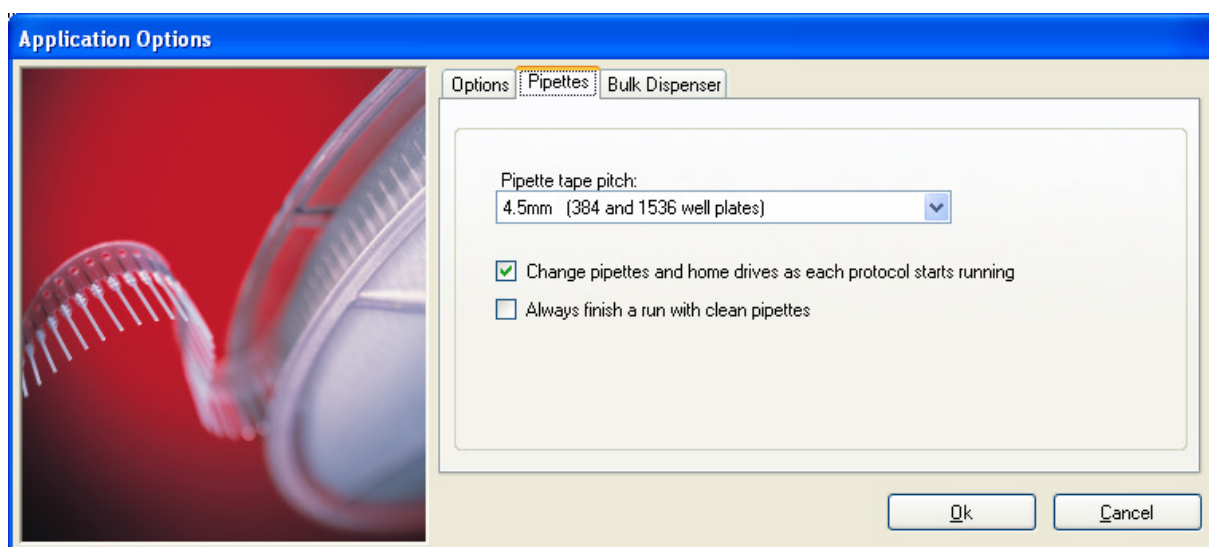 Application Options
Options Pipettes Bulk Dispenser
Pipette tape pitch:
4.5mm (384 and 1536 well plates)
Change pipettes and home drives as each protocol starts running
Always finish a run with clean pipettes
Ok Cancel